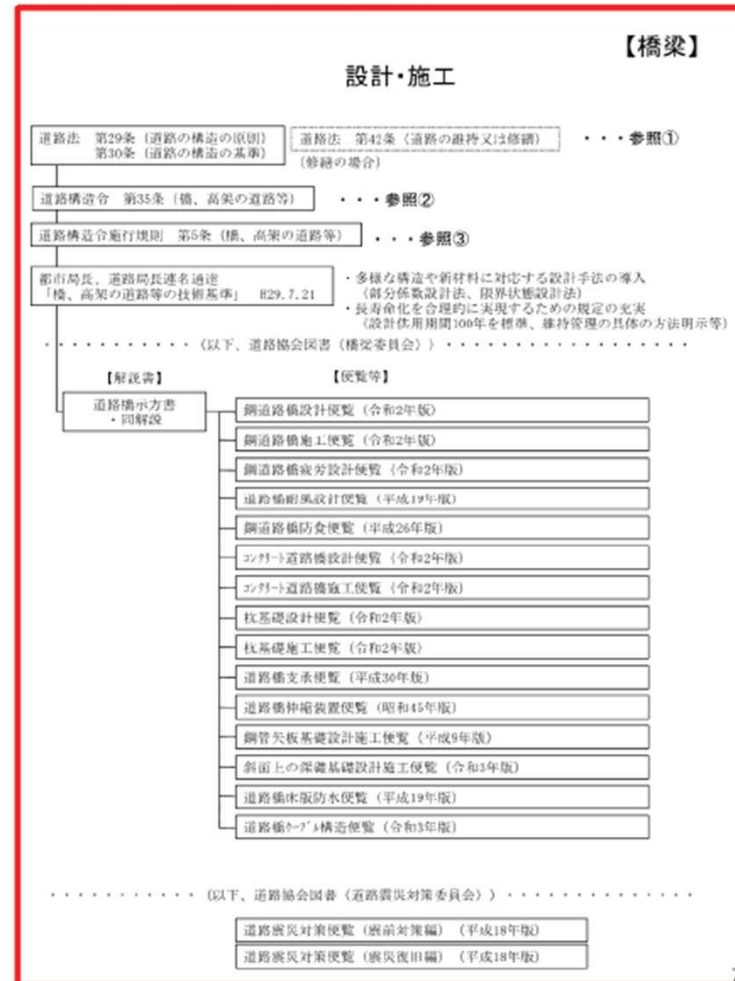 【橋梁】
設計・施工
道路法 第29条（道路の構造の原則）
第30条（道路の構造の基準）
道路法 第42条（道路の維持又は修繕）
（修繕の場合）
・・・参照①
道路構造令 第35条（橋、高架の道路等）
・・・参照②
道路構造令施行規則 第5条（橋、高架の道路等）
・・・参照③
都市局長、道路局長連名通達
「橋、高架の道路等の技術基準」 H29.7.21
・多様な構造や新材料に対応する設計手法の導入
（部分係数設計法、限界状態設計法）
・長寿命化を合理的に実現するための規定の充実
（設計供用期間100年を標準、維持管理の具体の方法明示等）
（以下、道路協会図書（橋梁委員会））
【解説書】
【便覧等】
道路橋示方書
・同解説
鋼道路橋設計便覧（令和2年版）
鋼道路橋施工便覧（令和2年版）
鋼道路橋疲労設計便覧（令和2年版）
道路橋耐風設計便覧（平成19年版）
鋼道路橋防食便覧（平成26年版）
コンクリート道路橋設計便覧（令和2年版）
コンクリート道路橋施工便覧（令和2年版）
杭基礎設計便覧（令和2年版）
杭基礎施工便覧（令和2年版）
道路橋支承便覧（平成30年版）
道路橋伸縮装置便覧（昭和45年版）
鋼管矢板基礎設計施工便覧（平成9年版）
斜面上の深礎基礎設計施工便覧（令和3年版）
道路橋床版防水便覧（平成19年版）
道路橋ケーブル構造便覧（令和3年版）
（以下、道路協会図書（道路震災対策委員会））
道路震災対策便覧（震前対策編）（平成18年版）
道路震災対策便覧（震災復旧編）（平成18年版）